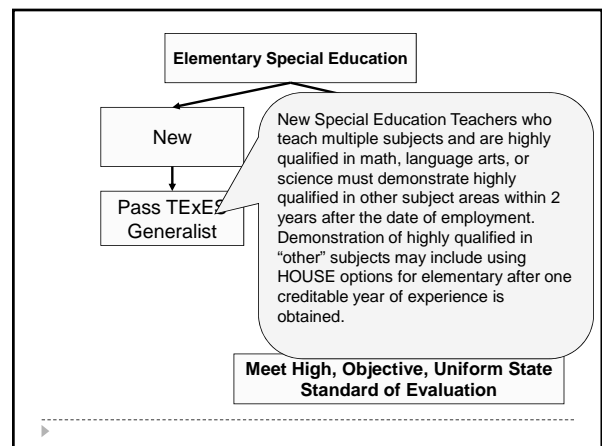 Elementary Special Education
New
Pass TExES
Generalist
New Special Education Teachers who
teach multiple subjects and are highly
qualified in math, language arts, or
science must demonstrate highly
qualified in other subject areas within 2
years after the date of employment.
Demonstration of highly qualified in
“other” subjects may include using
HOUSE options for elementary after one
creditable year of experience is
obtained.
Meet High, Objective, Uniform State
Standard of Evaluation